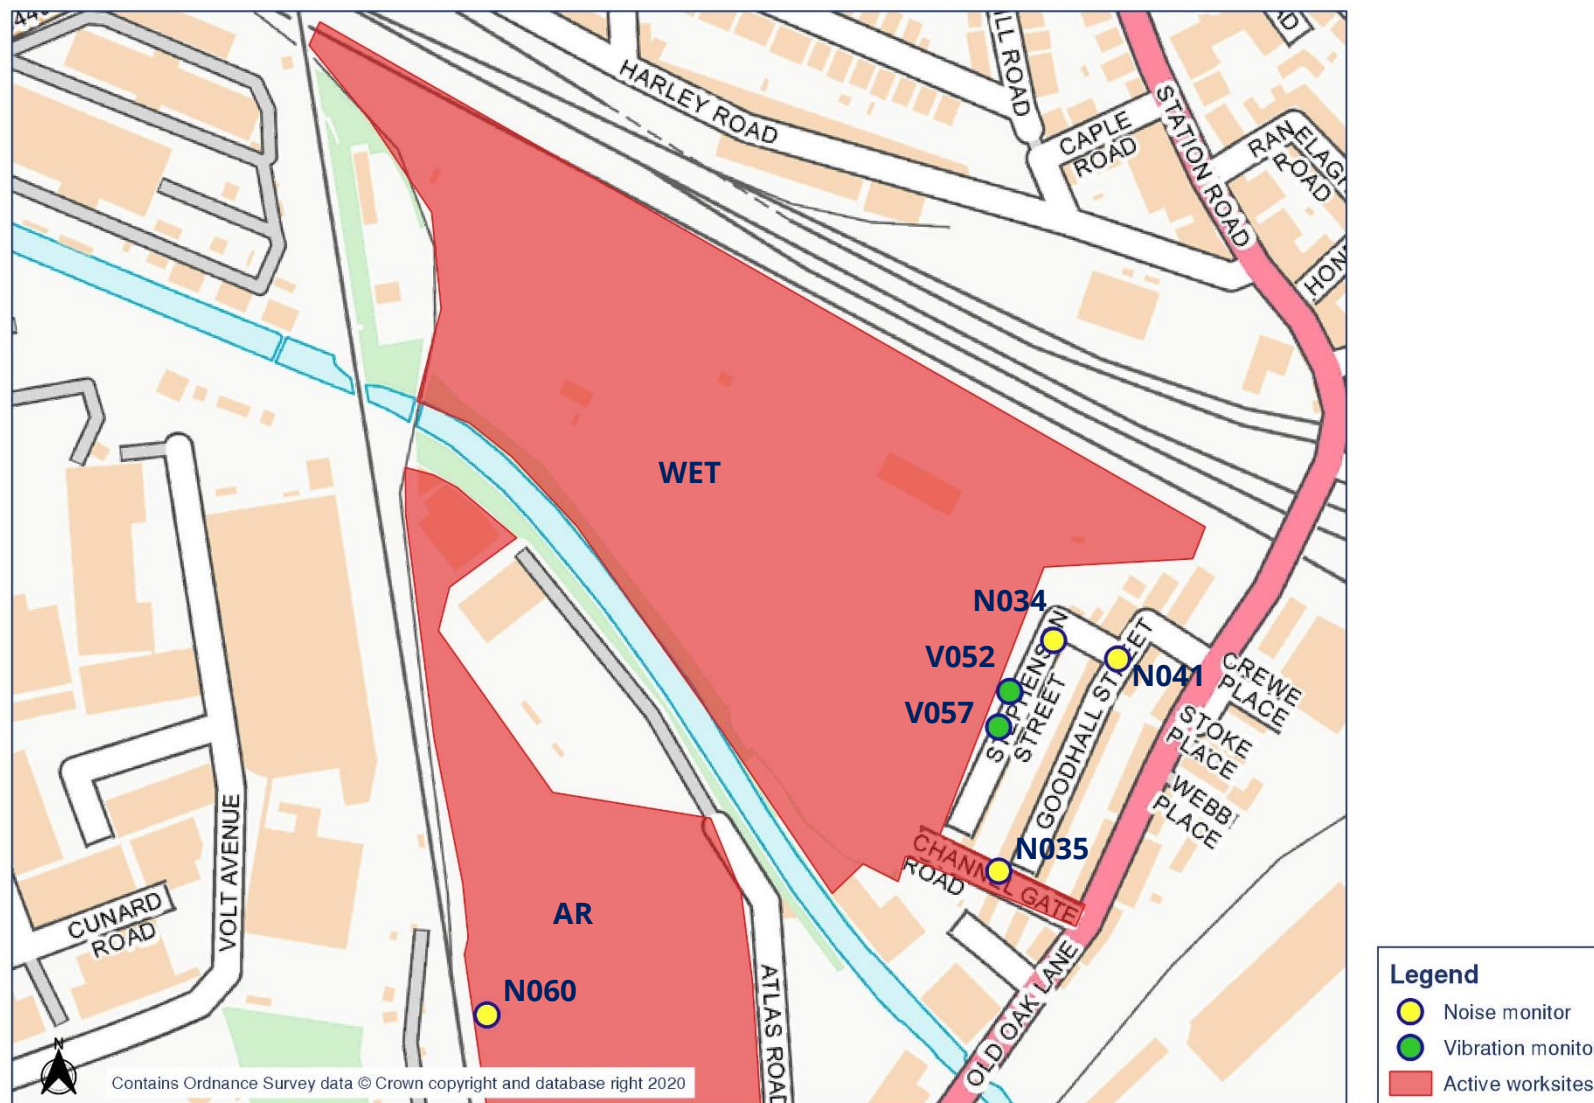 HARLEY ROAD
CAPLE
ROAD
STATION ROAD
ROAD
WET
N034
V052
V057
N041
N035
STEPHENSON
STREET
GOODHALL STREET
CREWE
PLACE
STOKE
PLACE
WEBB
PLACE
CHANNEL GATE
ROAD
OLD OAK LANE
VOLT AVENUE
CUNARD
ROAD
AR
N060
ATLAS ROAD
Contains Ordnance Survey data © Crown copyright and database right 2020
Legend
Noise monitor
Vibration monito
Active worksites